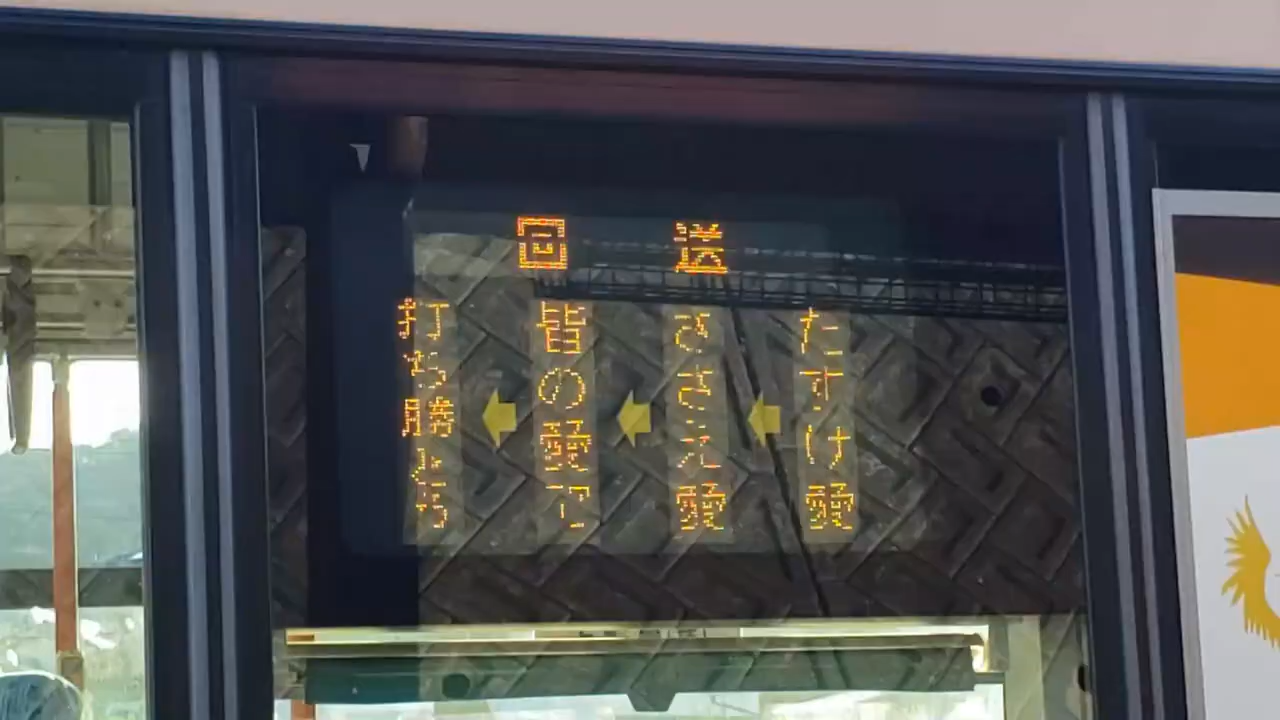 回送
たすけ愛
ささえ愛
皆の愛で
打ち勝とう